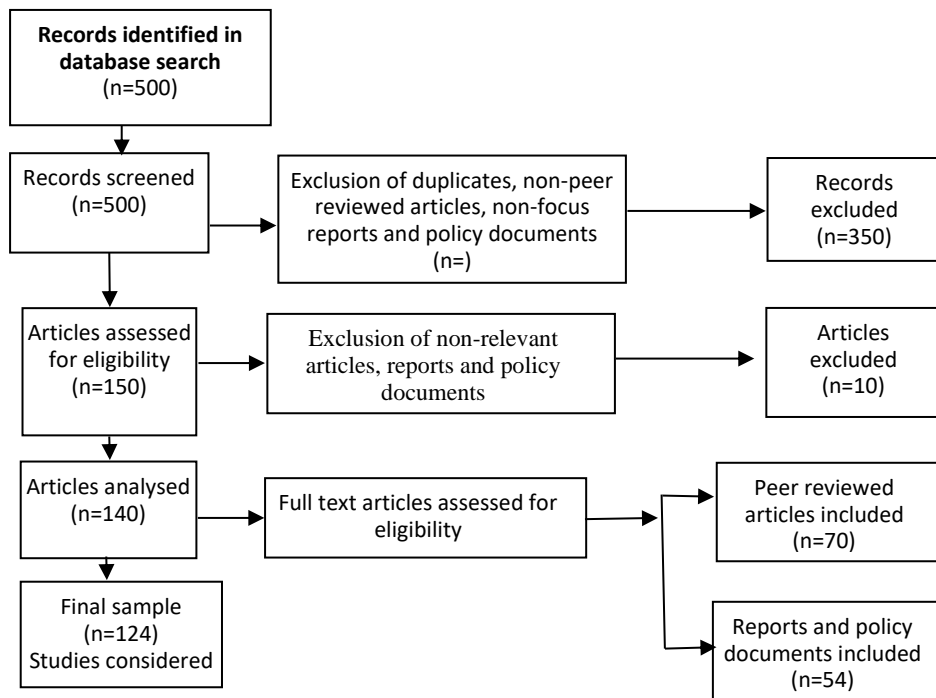 Records identified in
database search
(n=500)
Records screened
(n=500)
Exclusion of duplicates, non-peer
reviewed articles, non-focus
reports and policy documents
(n=)
Records
excluded
(n=350)
Articles assessed
for eligibility
(n=150)
Exclusion of non-relevant
articles, reports and policy
documents
Articles
excluded
(n=10)
Articles analysed
(n=140)
Full text articles assessed for
eligibility
Peer reviewed
articles included
(n=70)
Final sample
(n=124)
Studies considered
Reports and policy
documents included
(n=54)